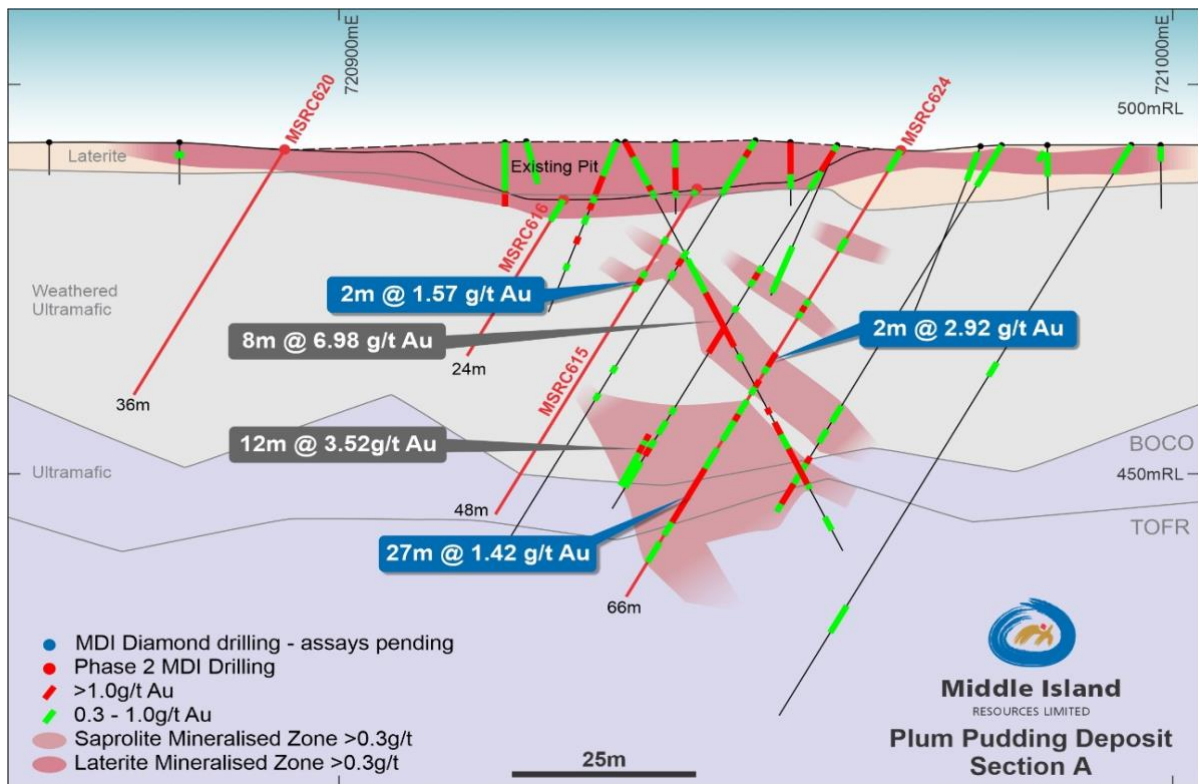 720900mE
721000mE
500mRL
MSRC620
MSRC624
Laterite
Existing Pit
MSRC616
Weathered
Ultramafic
2m @ 1.57 g/t Au
8m @ 6.98 g/t Au
2m @ 2.92 g/t Au
24m
MSRC615
36m
12m @ 3.52g/t Au
BOCO
Ultramafic
450mRL
48m
TOFR
27m @ 1.42 g/t Au
66m
MDI Diamond drilling - assays pending
Phase 2 MDI Drilling
>1.0g/t Au
0.3 - 1.0g/t Au
Saprolite Mineralised Zone >0.3g/t
Laterite Mineralised Zone >0.3g/t
25m
Middle Island
RESOURCES LIMITED
Plum Pudding Deposit
Section A